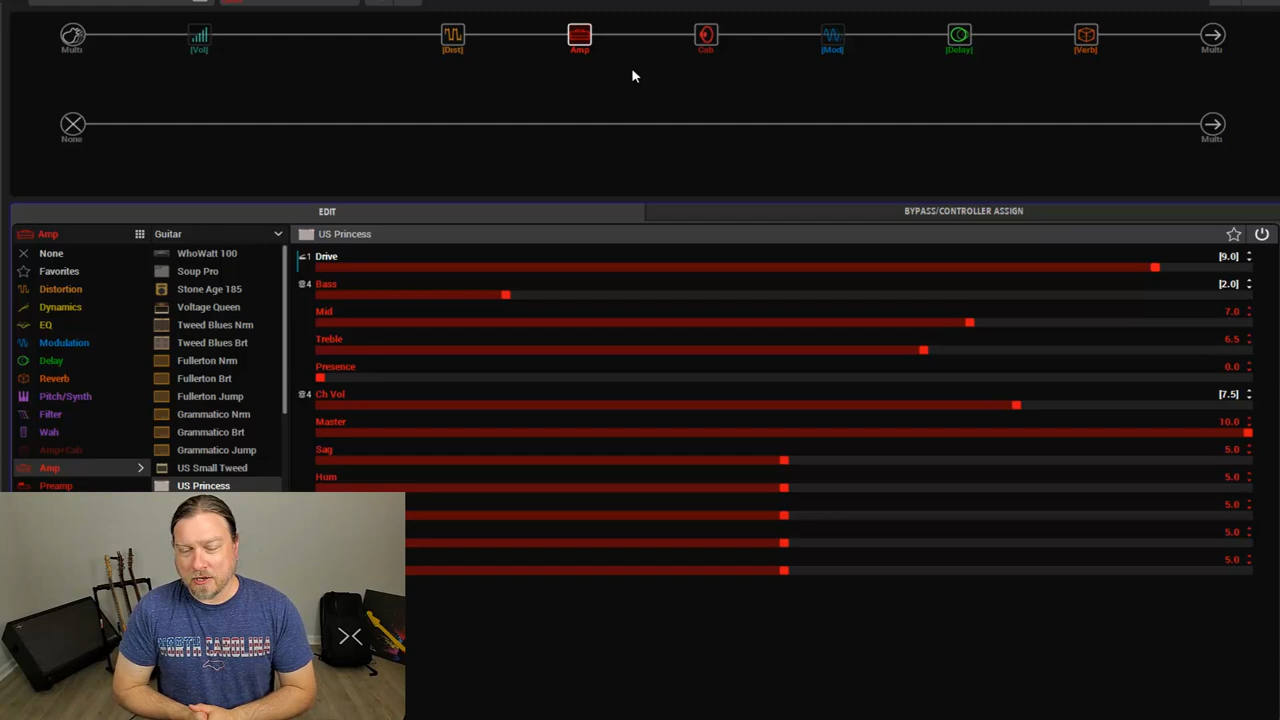 Multi
[Vol]
[Dist]
Amp
Cab
[Mod]
[Delay]
[Verb]
Multi
None
Multi
EDIT
BYPASS/CONTROLLER ASSIGN
Amp
Guitar
US Princess
None
Favorites
Distortion
Dynamics
EQ
Modulation
Delay
Reverb
Pitch/Synth
Filter
Wah
Amp+Cab
Amp
Preamp
WhoWatt 100
Soup Pro
Stone Age 185
Voltage Queen
Tweed Blues Nrm
Tweed Blues Brt
Fullerton Nrm
Fullerton Brt
Fullerton Jump
Grammatico Nrm
Grammatico Brt
Grammatico Jump
US Small Tweed
US Princess
1 Drive [9.0]
4 Bass [2.0]
Mid 7.0
Treble 6.5
Presence 0.0
4 Ch Vol [7.5]
Master 10.0
Sag 5.0
Hum 5.0
5.0
5.0
5.0
NORTH CAROLINA